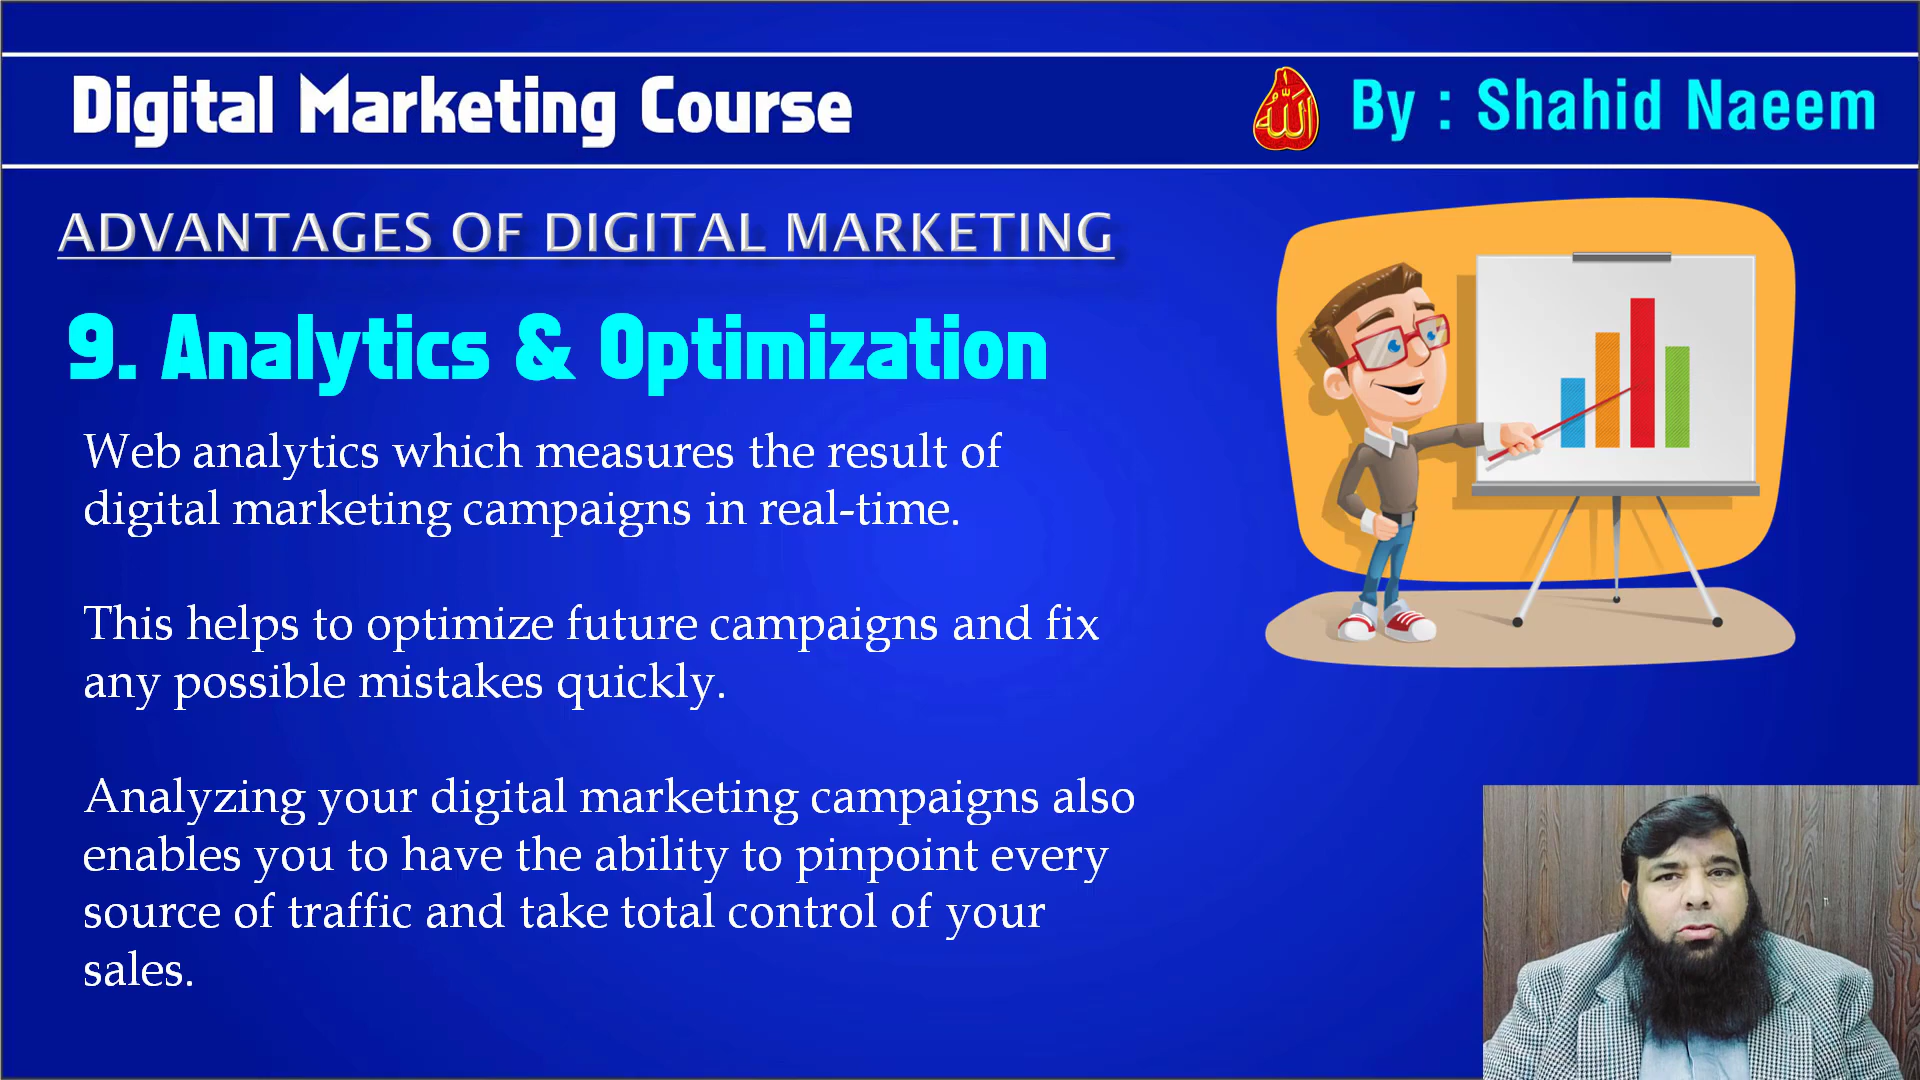 Digital Marketing Course
الله
By : Shahid Naeem
ADVANTAGES OF DIGITAL MARKETING
9. Analytics & Optimization
Web analytics which measures the result of
digital marketing campaigns in real-time.
This helps to optimize future campaigns and fix
any possible mistakes quickly.
Analyzing your digital marketing campaigns also
enables you to have the ability to pinpoint every
source of traffic and take total control of your
sales.